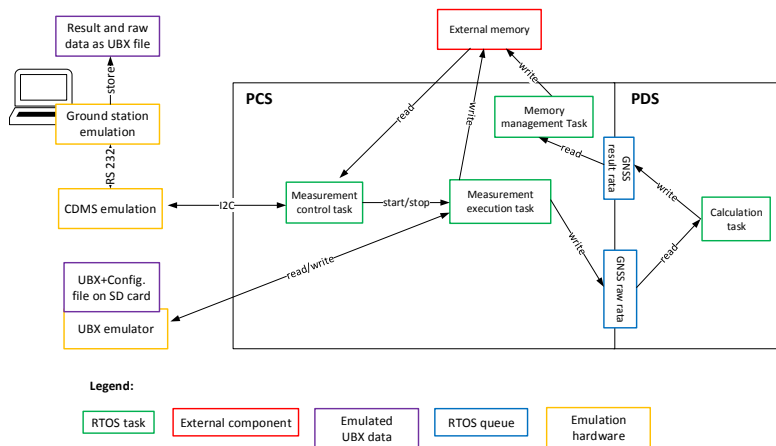 Result and raw
data as UBX file
External memory
store
PCS
PDS
write
Ground station
emulation
Memory
management Task
read
write
read
GNSS
result rata
RS 232
write
CDMS emulation
I2C
Measurement
control task
start/stop
Measurement
execution task
Calculation
task
write
read
read/write
GNSS raw rata
UBX+Config.
file on SD card
UBX emulator
Legend:
RTOS task
External component
Emulated
UBX data
RTOS queue
Emulation
hardware